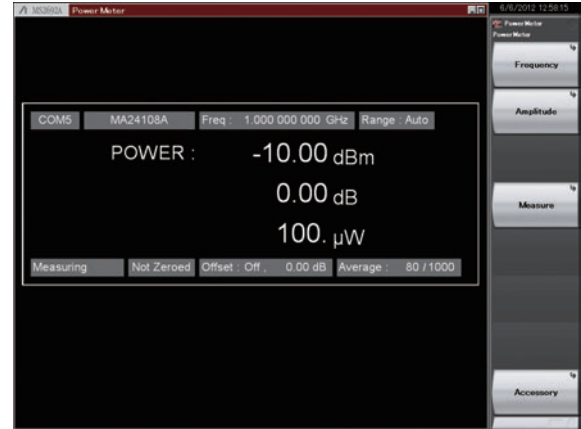 MS2692A Power Meter
6/6/2012 12:58:15
Power Meter
Power Meter
Frequency
Amplitude
COM5 MA24108A Freq : 1.000 000 000 GHz Range : Auto
POWER : -10.00 dBm
0.00 dB
Measure
100. µW
Measuring Not Zeroed Offset : Off , 0.00 dB Average : 80 / 1000
Accessory